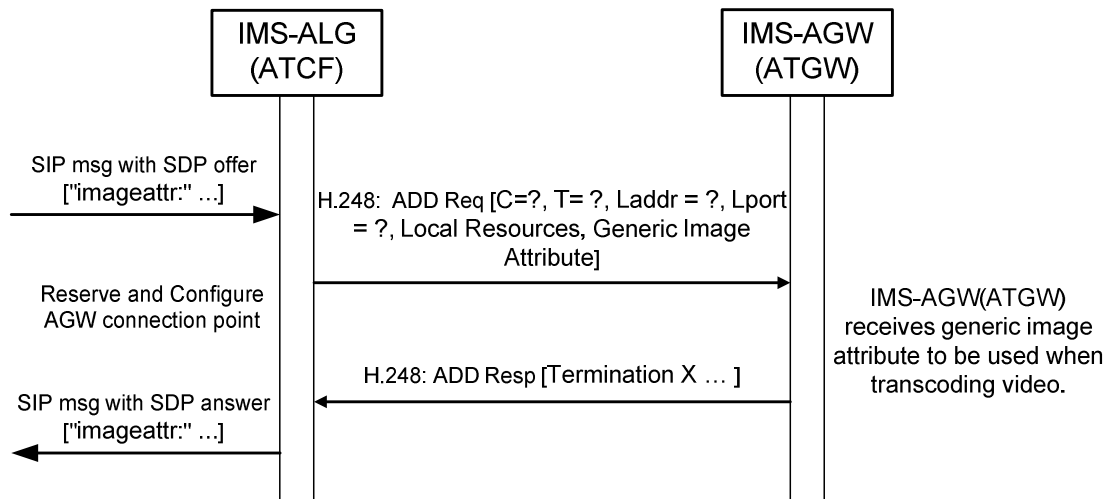 IMS-ALG
(ATCF)
IMS-AGW
(ATGW)
SIP msg with SDP offer
["imageattr:" ...]
H.248:  ADD Req [C=?, T= ?, Laddr = ?, Lport
= ?, Local Resources, Generic Image
Attribute]
Reserve and Configure
AGW connection point
IMS-AGW(ATGW)
receives generic image
attribute to be used when
transcoding video.
H.248: ADD Resp [Termination X ... ]
SIP msg with SDP answer
["imageattr:" ...]